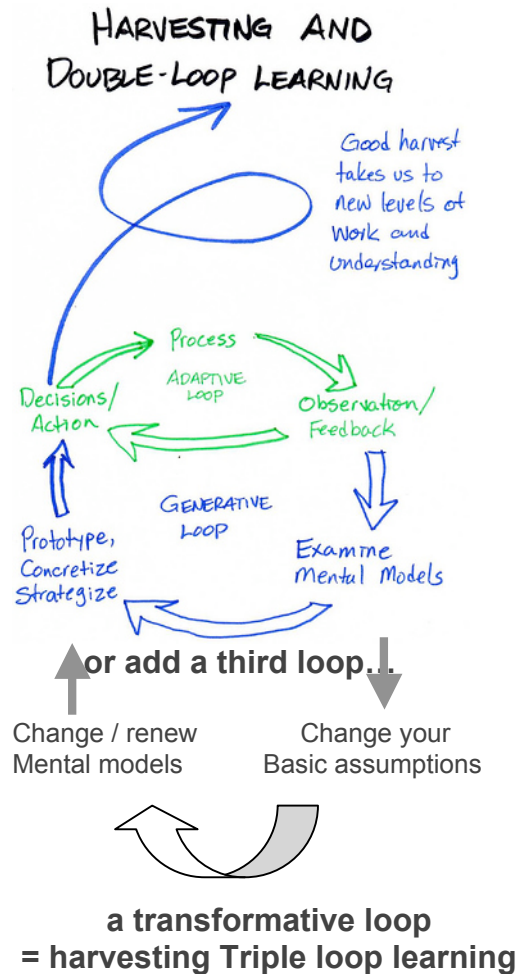 HARVESTING AND
DOUBLE-LOOP LEARNING
Good harvest
takes us to
new levels of
Work and
Understanding
Process
ADAPTIVE
LOOP
Decisions/
Action
Observation/
Feedback
GENERATIVE
LOOP
Prototype,
Concretize
Strategize
Examine
Mental Models
or add a third loop...
Change / renew
Mental models
Change your
Basic assumptions
a transformative loop
= harvesting Triple loop learning